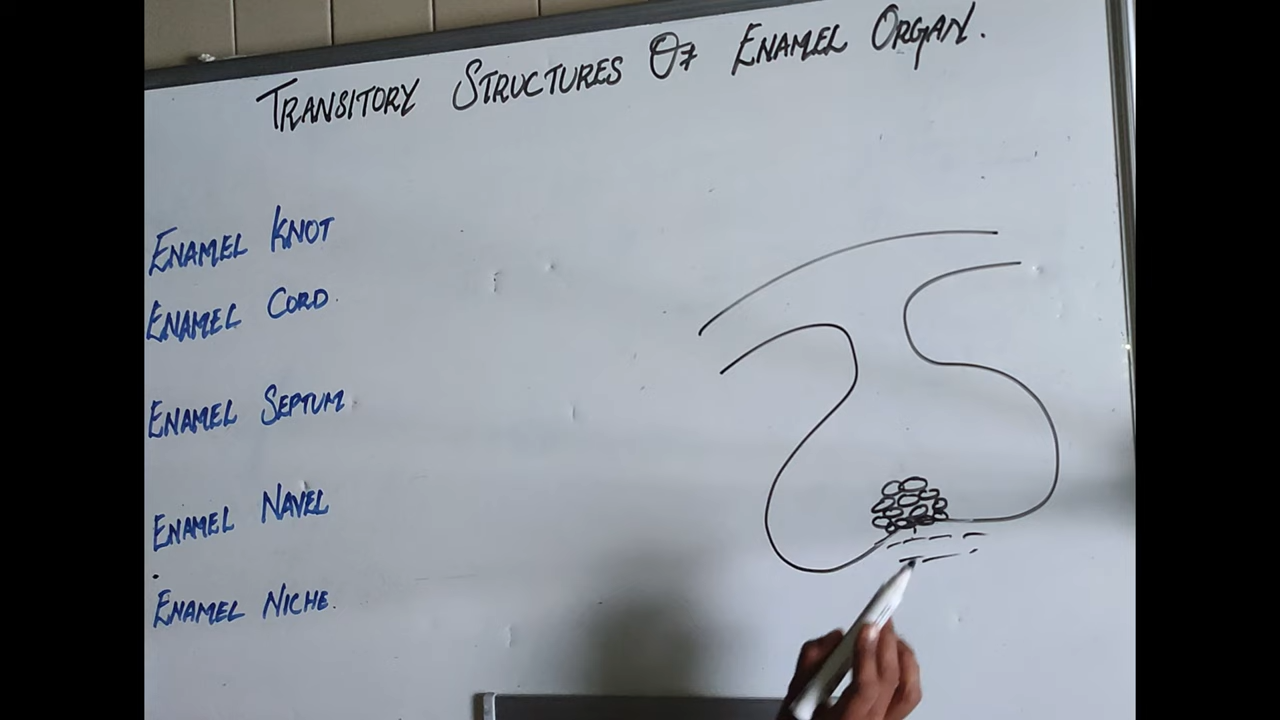 TRANSITORY STRUCTURES OF ENAMEL ORGAN.
ENAMEL KNOT
ENAMEL CORD.
ENAMEL SEPTUM
ENAMEL NAVEL
ENAMEL NICHE.